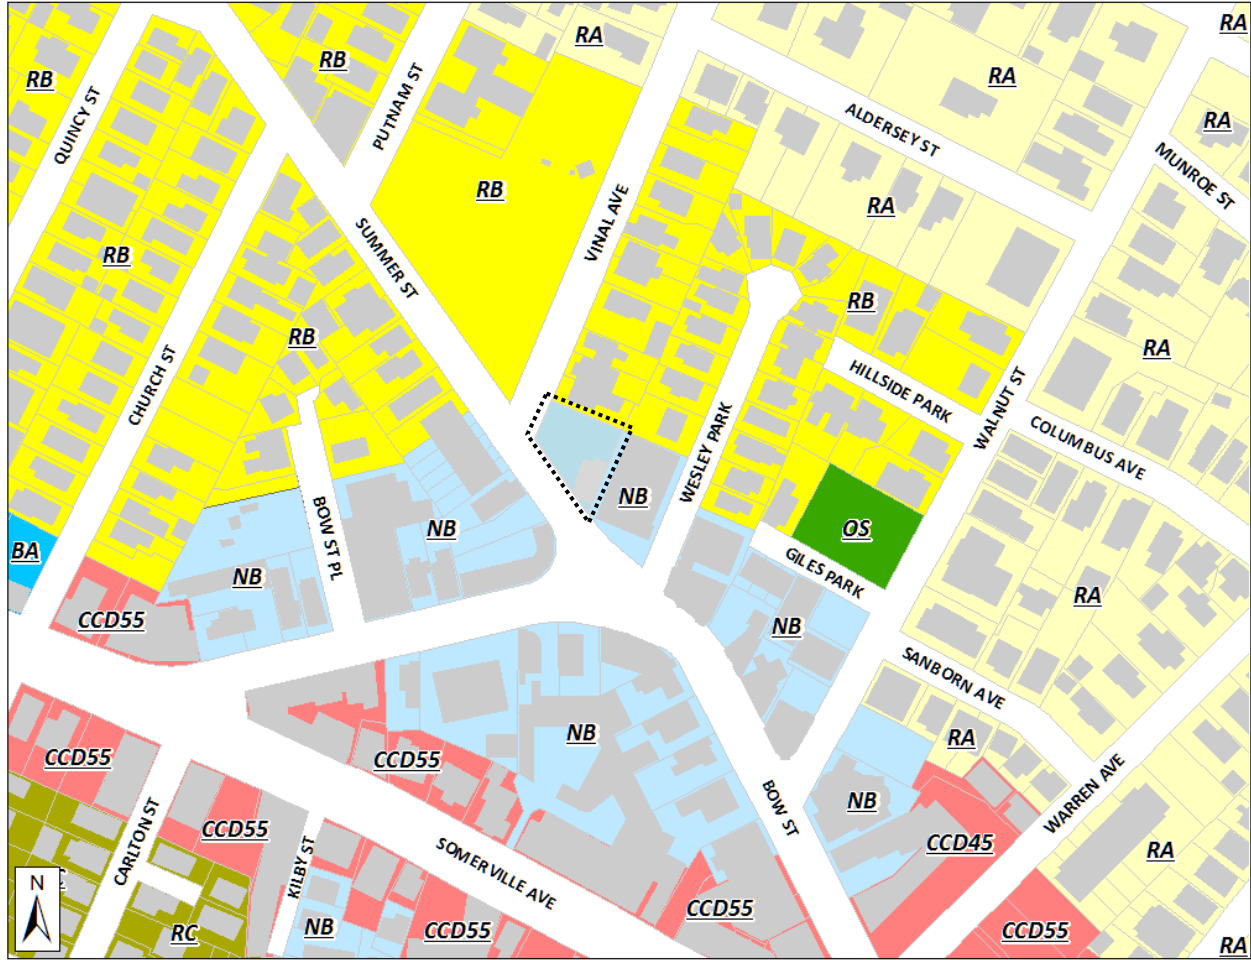 RA
RA
RB
RB
RA
QUINCY ST
PUTNAM ST
ALDERSEY ST
RA
MUNROE ST
RB
RA
VINAL AVE
SUMMER ST
RB
RB
RB
RA
HILLSIDE PARK
CHURCH ST
WALNUT ST
COLUMBUS AVE
WESLEY PARK
NB
NB
OS
BOW ST PL
BA
GILES PARK
NB
RA
CCD55
NB
SANBORN AVE
NB
RA
CCD55
CCD55
BOW ST
NB
WARREN AVE
CCD55
CARLTON ST
KILBY ST
SOMERVILLE AVE
CCD45
RA
N
CCD55
NB
RC
CCD55
CCD55
RA